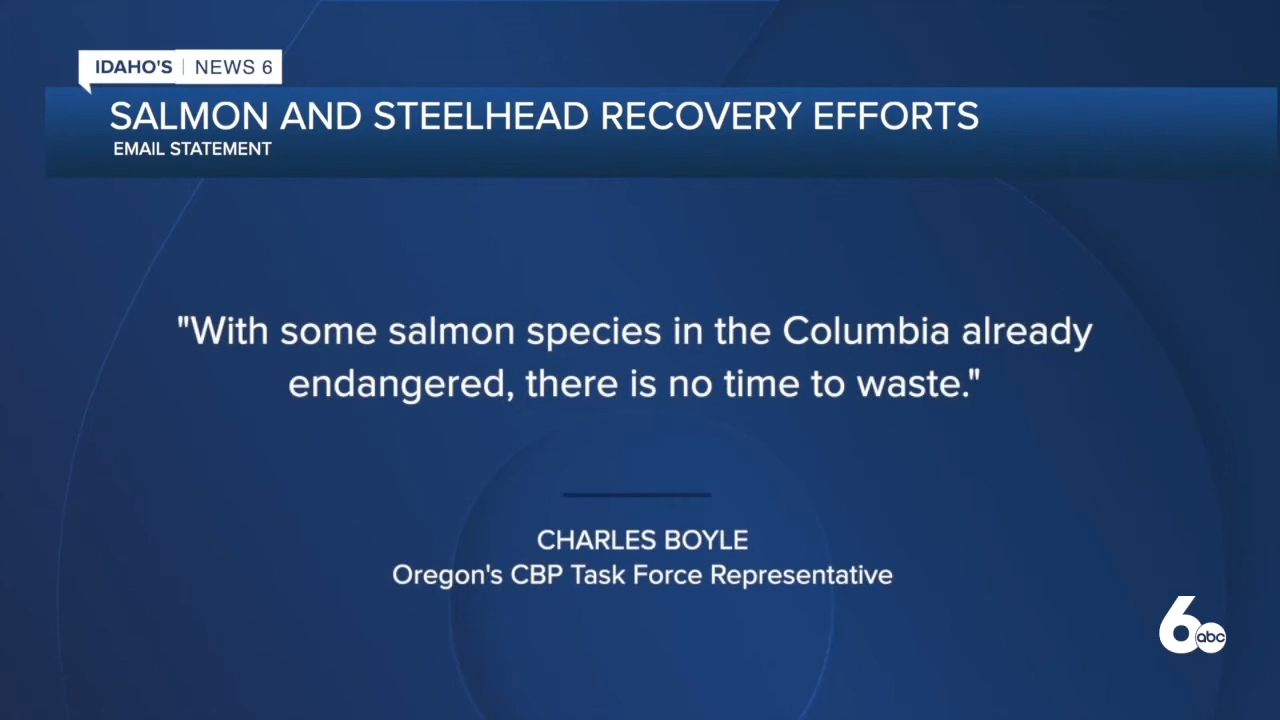 IDAHO'S | NEWS 6
SALMON AND STEELHEAD RECOVERY EFFORTS
EMAIL STATEMENT
"With some salmon species in the Columbia already
endangered, there is no time to waste."
CHARLES BOYLE
Oregon's CBP Task Force Representative
6 abc